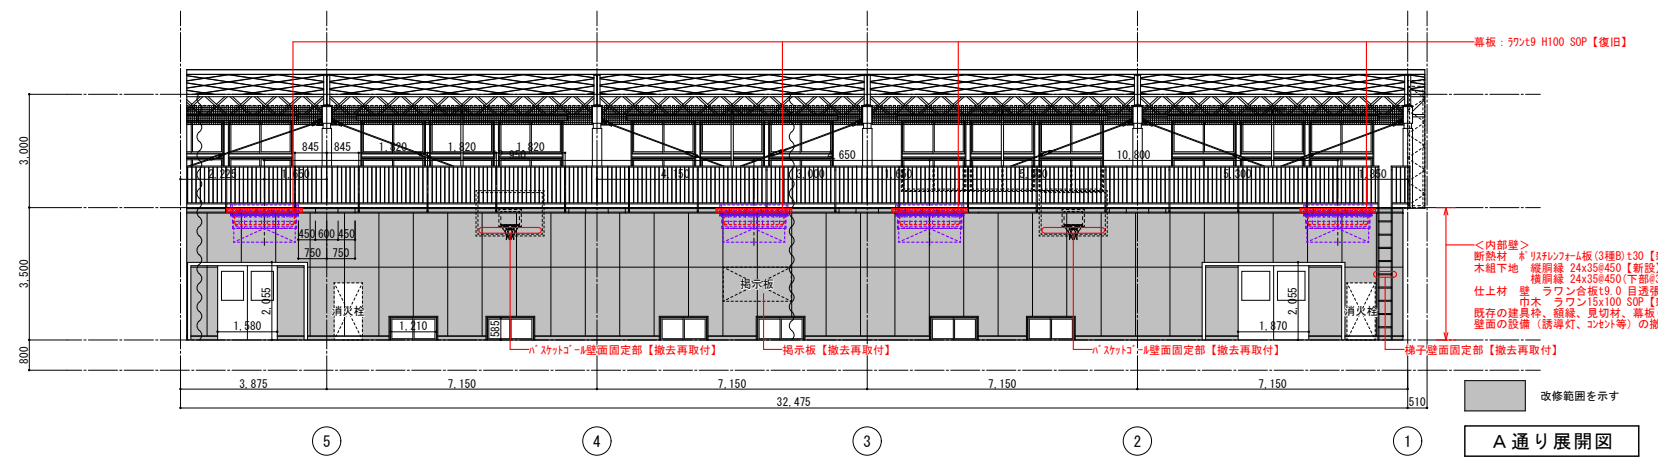 幕板：ﾗﾜﾝt9 H100 SOP【復旧】
3,000
845
845
1,820
1,820
1,820
950
4,650
10,800
2,225
1,650
4,150
3,000
1,650
5,300
1,850
450
600
450
750
750
3,500
＜内部壁＞
断熱材 ﾎﾟﾘｽﾁﾚﾝﾌｫｰﾑ板(3種B)t30
木組下地 縦胴縁 24x35@450【新設】
横胴縁 24x35@450(下部@
仕上材 壁 ラワン合板t9.0 目透張
巾木 ラワン15x100 SOP
既存の建具枠、額縁、見切材、幕板
壁面の設備（誘導灯、ｺﾝｾﾝﾄ等）の撤
2,055
掲示板
消火栓
2,055
消火栓
1,580
1,210
585
1,870
ﾊﾞｽｹｯﾄｺﾞｰﾙ壁面固定部【撤去再取付】
掲示板【撤去再取付】
ﾊﾞｽｹｯﾄｺﾞｰﾙ壁面固定部【撤去再取付】
梯子壁面固定部【撤去再取付】
800
3,875
7,150
7,150
7,150
7,150
32,475
510
改修範囲を示す
5
4
3
2
1
A通り展開図